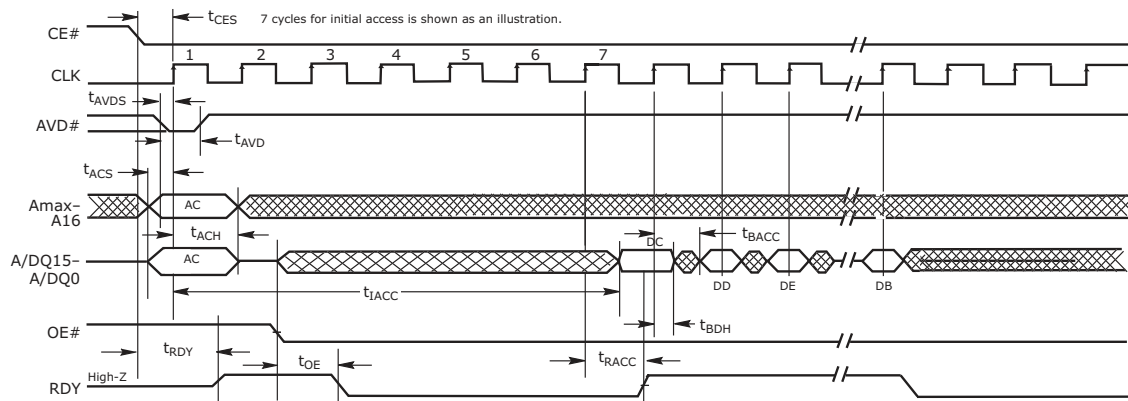 tCES 7 cycles for initial access is shown as an illustration.
CE#
1 2 3 4 5 6 7
CLK
tAVDS
AVD#
tAVD
tACS
Amax–
A16
AC
tACH
DC
tBACC
A/DQ15–
A/DQ0
AC
DD DE DB
tIACC
tBDH
OE#
tRDY
tOE
tRACC
High-Z
RDY